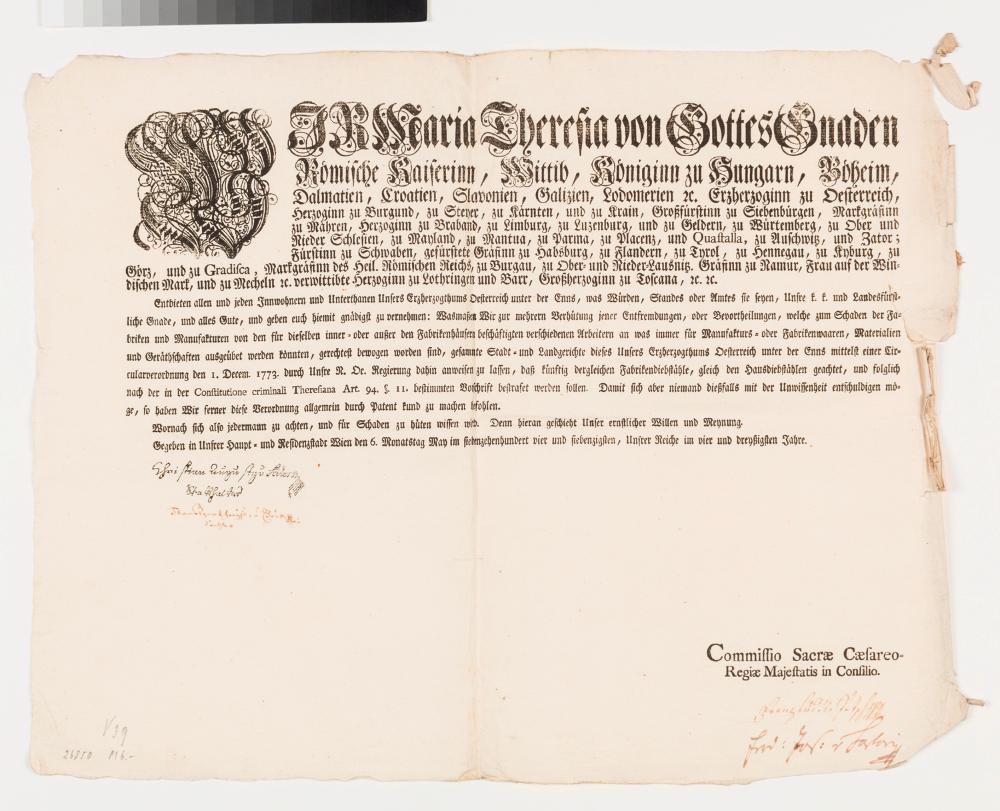 WJR Maria Theresia von Gottes Gnaden
Römische Kaiserinn, Wittib, Königinn zu Hungarn, Böheim,
Dalmatien, Croatien, Slavonien, Galizien, Lodomerien ꝛc. Erzherzoginn zu Oesterreich,
Herzoginn zu Burgund, zu Steyer, zu Kärnten, und zu Krain, Großfürstinn zu Siebenbürgen, Markgräfinn
zu Mähren, Herzoginn zu Braband, zu Limburg, zu Luzenburg, und zu Geldern, zu Würtemberg, zu Ober und
Nieder Schlesien, zu Mayland, zu Mantua, zu Parma, zu Placenz, und Quastalla, zu Auschwitz, und Zator;
Fürstinn zu Schwaben, gefürstete Gräfinn zu Habsburg, zu Flandern, zu Tyrol, zu Hennegau, zu Kyburg, zu
Görz, und zu Gradisca, Markgräfinn des Heil. Römischen Reichs, zu Burgau, zu Ober- und Nieder-Lausnitz. Gräfinn zu Namur, Frau auf der Win-
dischen Mark, und zu Mecheln ꝛc. verwittibte Herzoginn zu Lothringen und Barr, Großherzoginn zu Toscana, ꝛc. ꝛc.
Entbieten allen und jeden Innwohnern und Unterthanen Unsers Erzherzogthums Oesterreich unter der Enns, was Würden, Standes oder Amtes sie seyen, Unsre k. k. und Landesfürst-
liche Gnade, und alles Gute, und geben euch hiemit gnädigst zu vernehmen: Wasmaßen Wir zur mehrern Verhütung jener Entfremdungen, oder Bevortheilungen, welche zum Schaden der Fa-
briken und Manufakturen von den für dieselben inner- oder außer den Fabrikenhäusern beschäftigten verschiedenen Arbeitern an was immer für Manufakturs- oder Fabrikenwaaren, Materialien
und Geräthschaften ausgeübet werden könnten, gerechtest bewogen worden sind, gesamte Stadt- und Landgerichte dieses Unsers Erzherzogthums Oesterreich unter der Enns mittelst einer Cir-
cularverordnung den 1. Decem. 1773. durch Unsre N. Oe. Regierung dahin anweisen zu lassen, daß künftig dergleichen Fabrikendiebstähle, gleich den Hausdiebstählen geachtet, und folglich
nach der in der Constitutione criminali Theresiana Art. 94. §. 11. bestimmten Vorschrift bestrafet werden sollen. Damit sich aber niemand dießfalls mit der Unwissenheit entschuldigen mö-
ge, so haben Wir ferner diese Verordnung allgemein durch Patent kund zu machen befohlen.
Wornach sich also jedermann zu achten, und für Schaden zu hüten wissen wird. Denn hieran geschieht Unser ernstlicher Willen und Meynung.
Gegeben in Unsrer Haupt- und Residenzstadt Wien den 6. Monatstag May im siebenzehenhundert vier und siebenzigsten, Unsrer Reiche im vier und dreyßigsten Jahre.
Christian August
Statthalter
Commissio Sacræ Cæsareo-
Regiæ Majestatis in Consilio.
V39
26850 M6.-